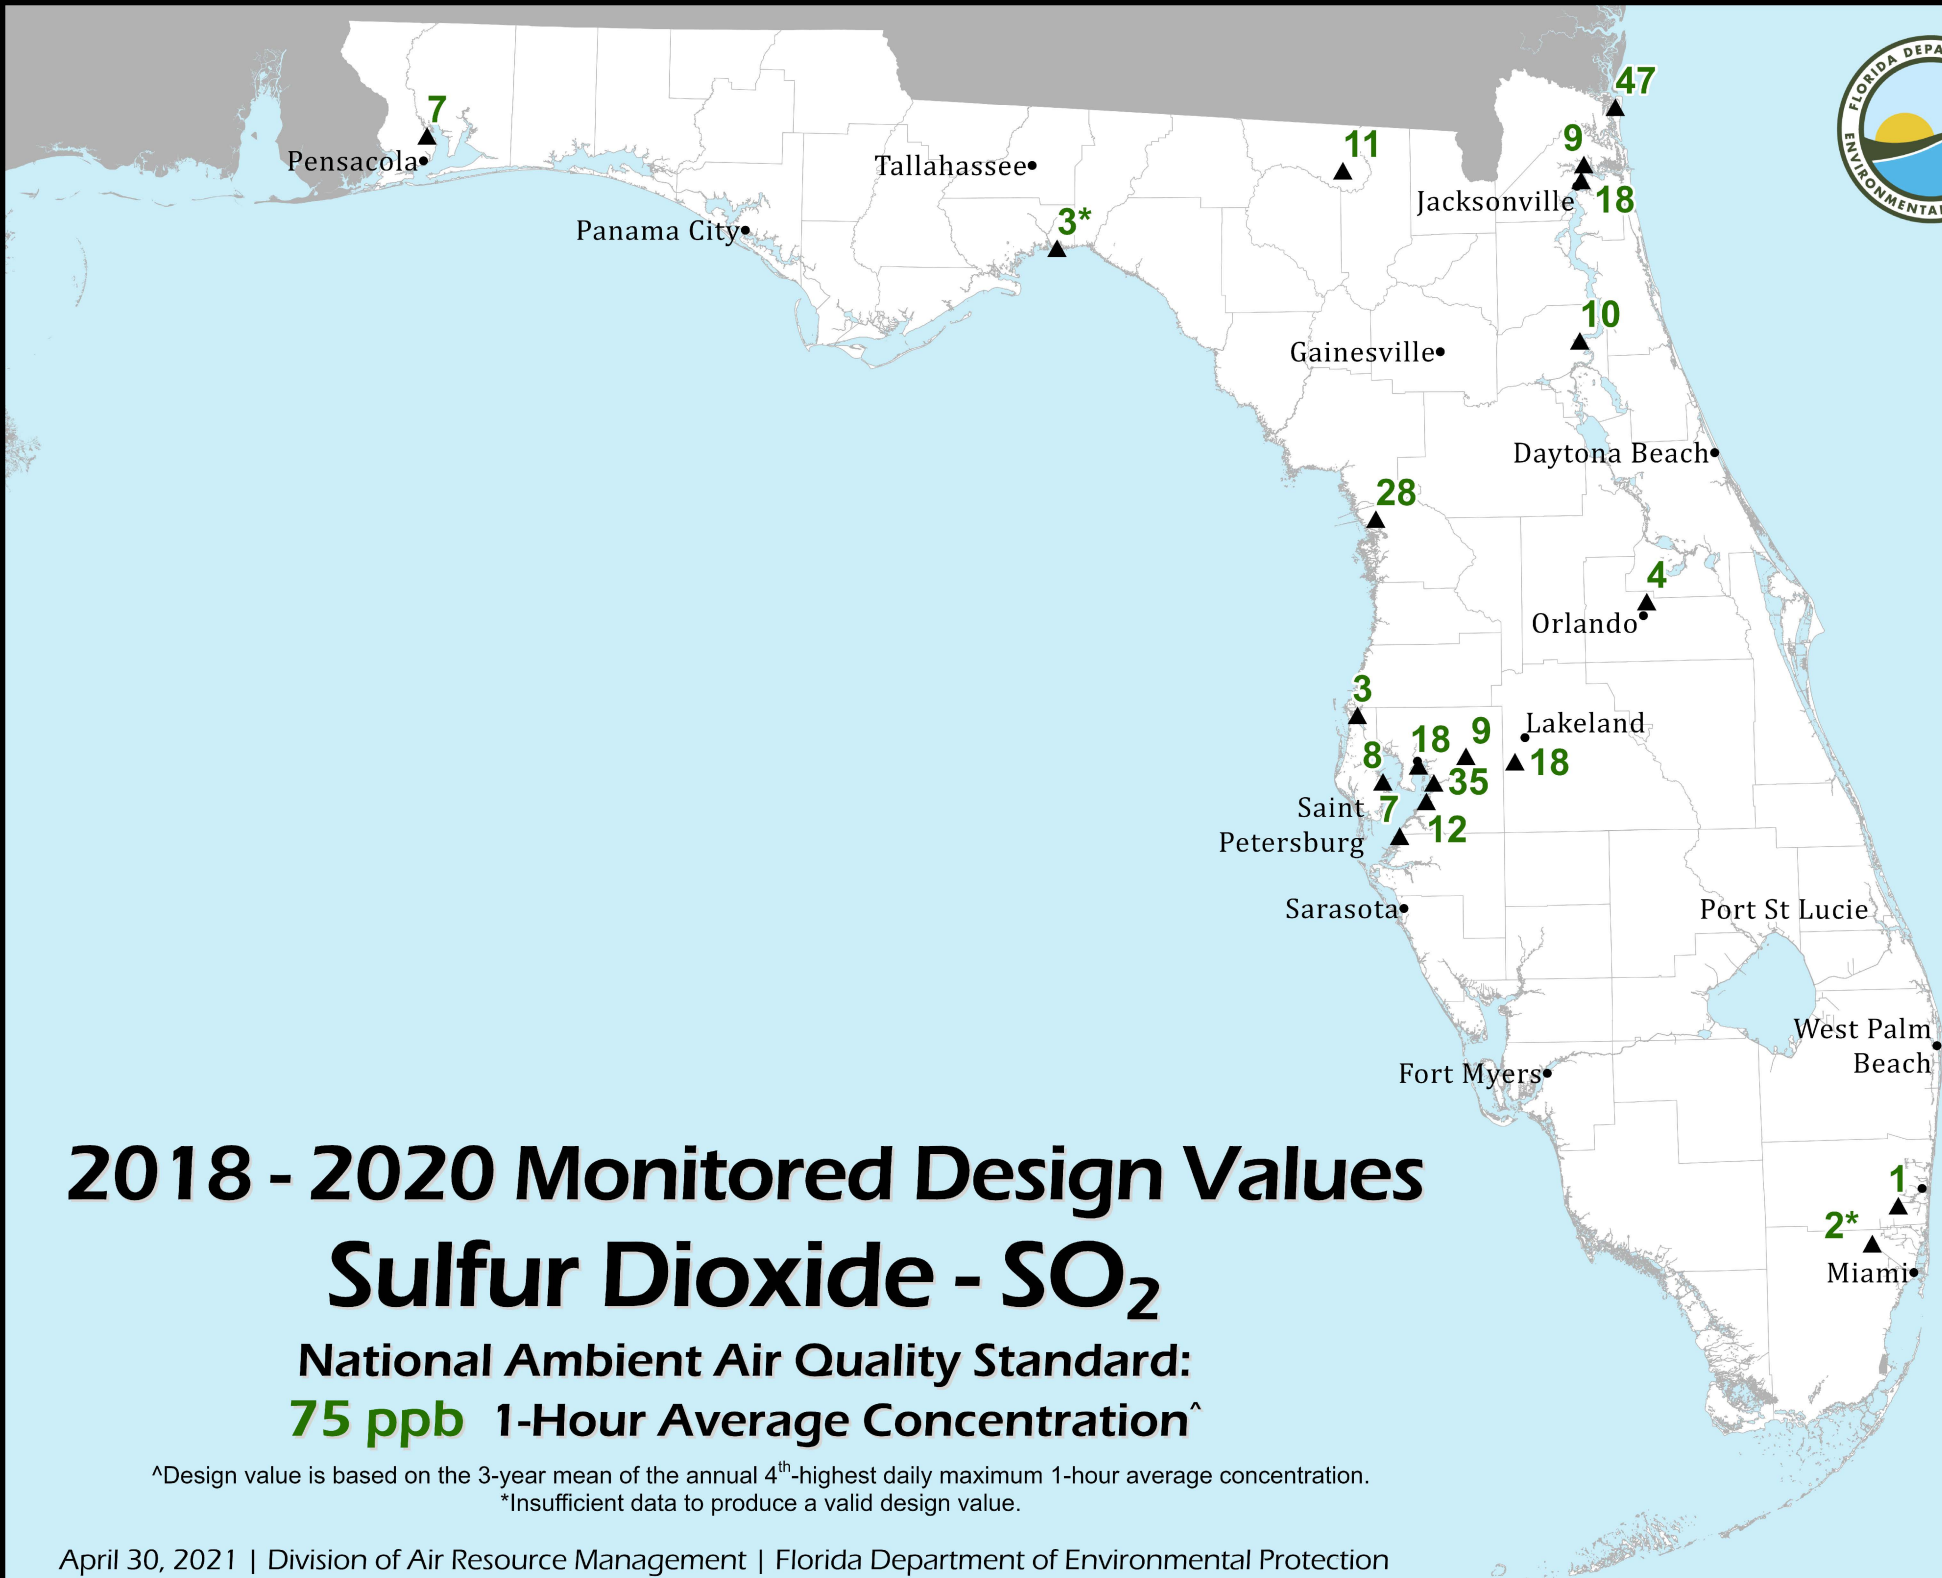 FLORIDA DEPA
ENVIRONMENTA
47
7
9
11
Pensacola
Tallahassee
Jacksonville
18
3*
Panama City
10
Gainesville
Daytona Beach
28
4
Orlando
3
Lakeland
18
9
8
35
18
7
Saint
Petersburg
12
Sarasota
Port St Lucie
West Palm
Beach
Fort Myers
1
2*
Miami
2018 - 2020 Monitored Design Values
Sulfur Dioxide - SO₂
National Ambient Air Quality Standard:
75 ppb 1-Hour Average Concentration^
^Design value is based on the 3-year mean of the annual 4th-highest daily maximum 1-hour average concentration.
*Insufficient data to produce a valid design value.
April 30, 2021 | Division of Air Resource Management | Florida Department of Environmental Protection